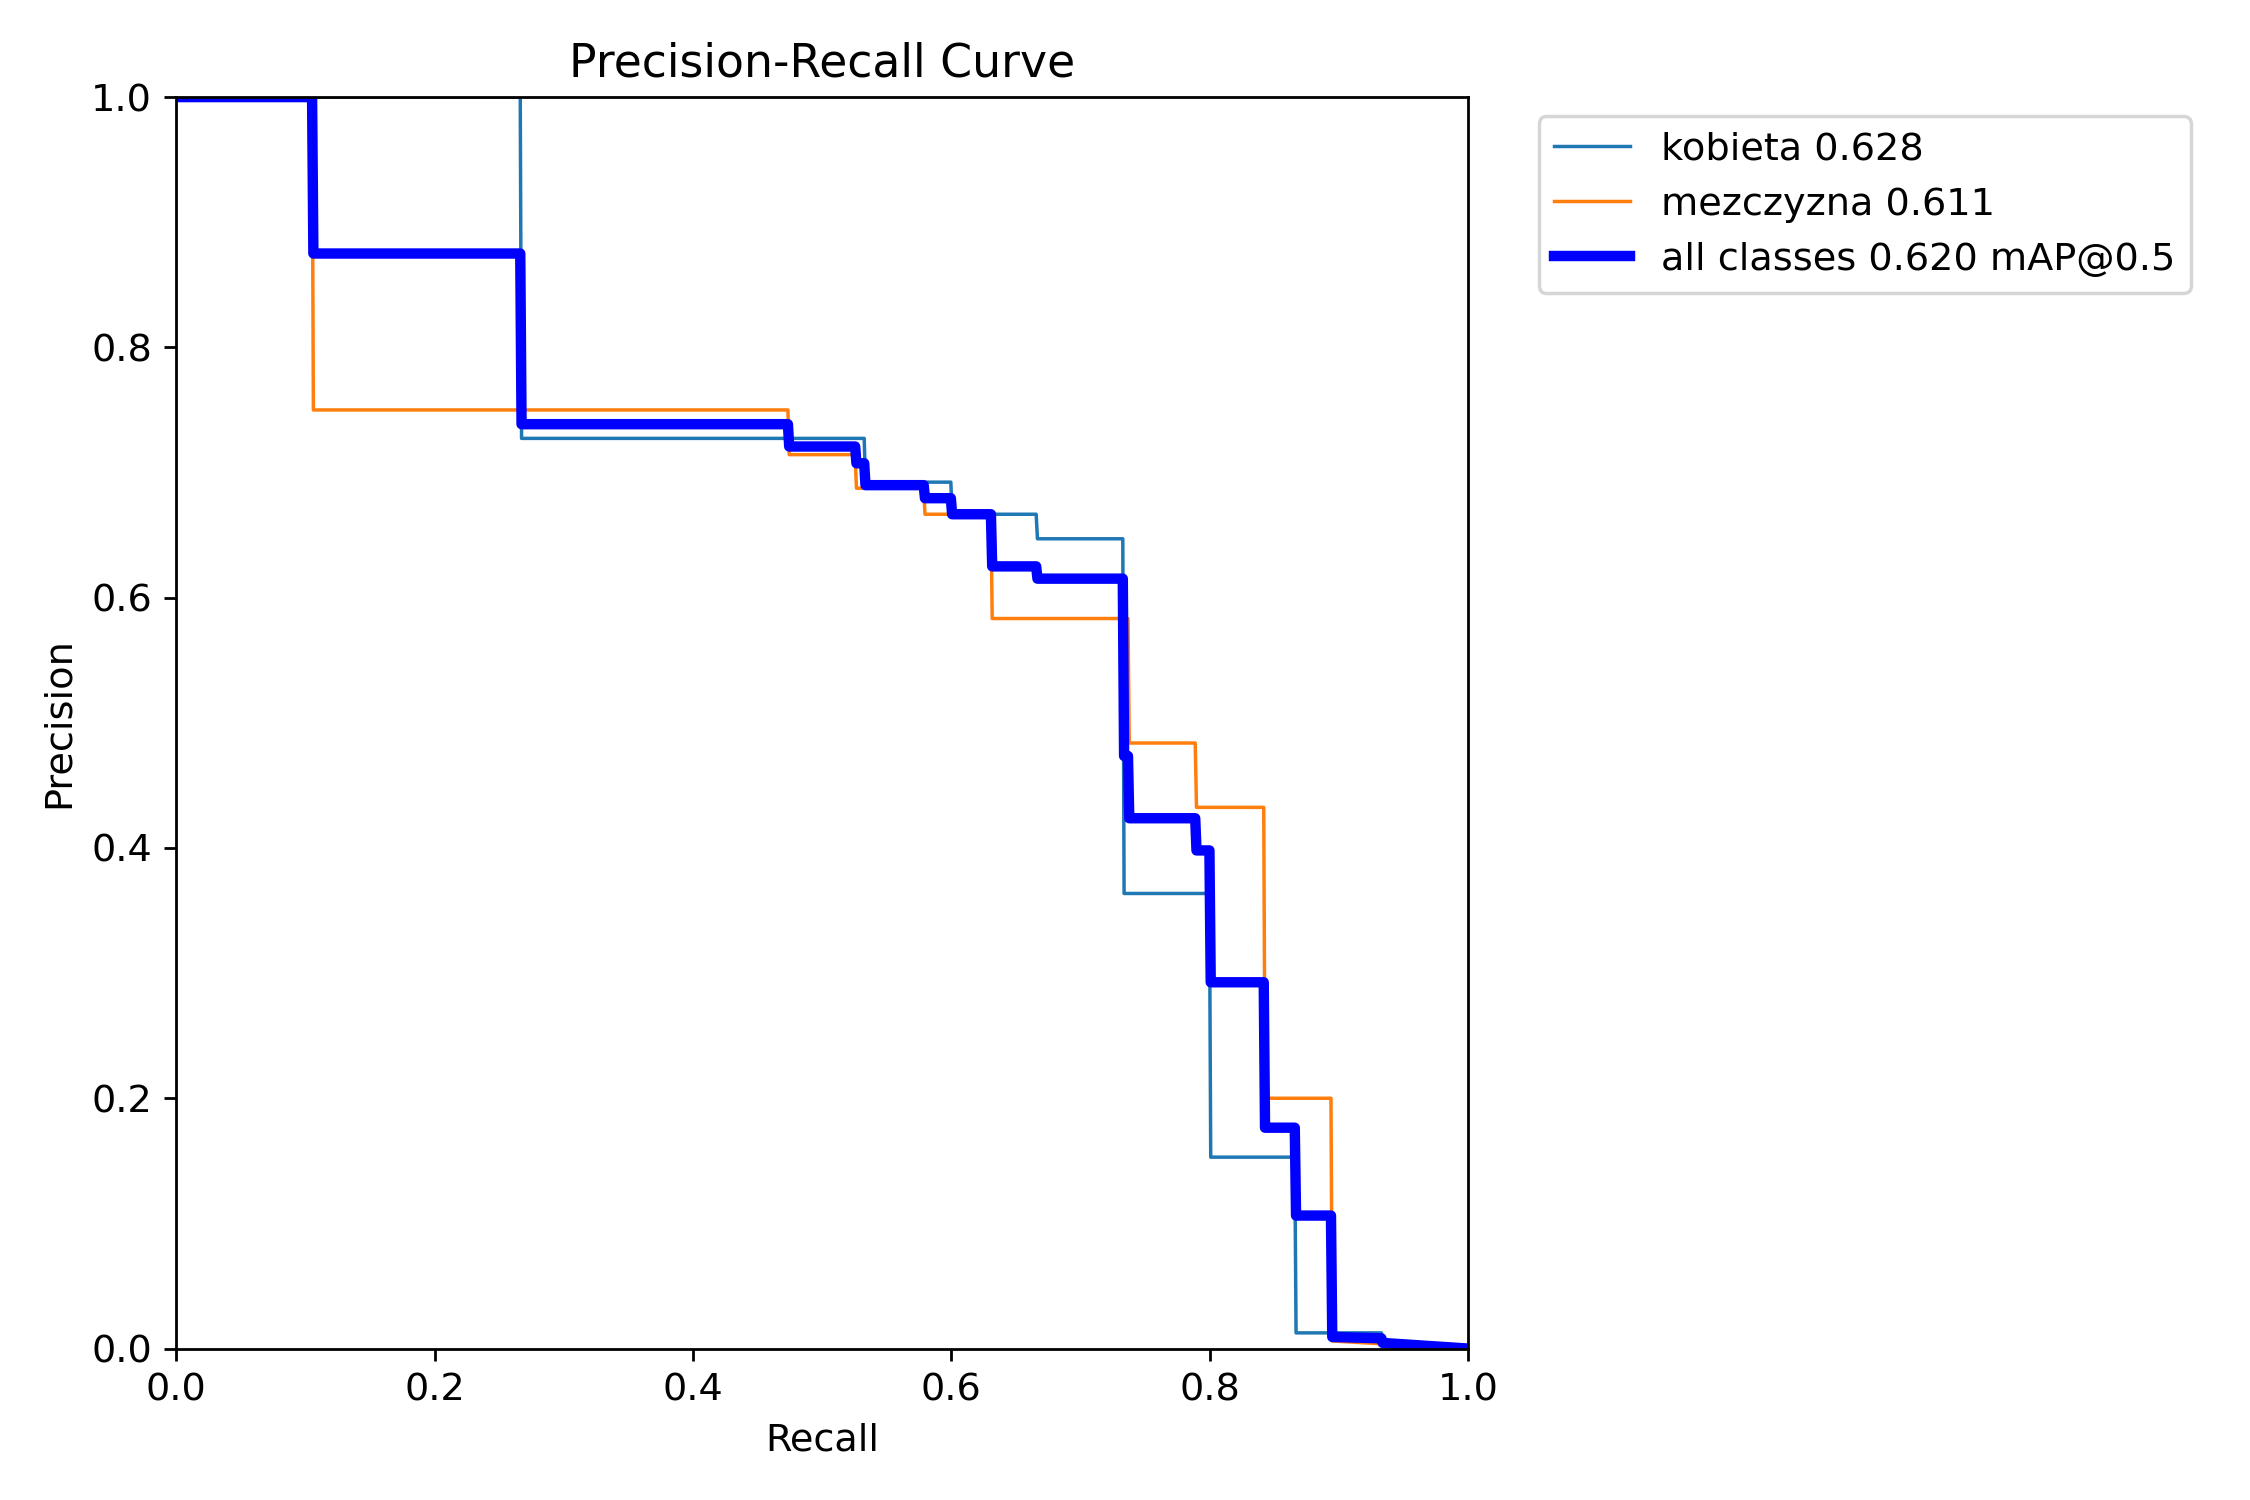 Precision-Recall Curve
kobieta 0.628
mezczyzna 0.611
all classes 0.620 mAP@0.5
Precision
1.0
0.8
0.6
0.4
0.2
0.0
0.0 0.2 0.4 0.6 0.8 1.0
Recall